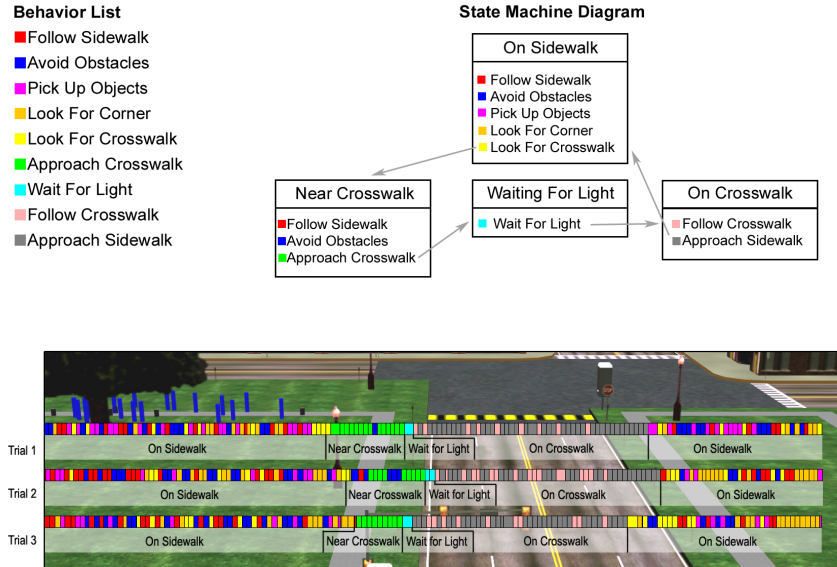 Behavior List
Follow Sidewalk
Avoid Obstacles
Pick Up Objects
Look For Corner
Look For Crosswalk
Approach Crosswalk
Wait For Light
Follow Crosswalk
Approach Sidewalk
State Machine Diagram
On Sidewalk
Follow Sidewalk
Avoid Obstacles
Pick Up Objects
Look For Corner
Look For Crosswalk
Near Crosswalk
Follow Sidewalk
Avoid Obstacles
Approach Crosswalk
Waiting For Light
Wait For Light
On Crosswalk
Follow Crosswalk
Approach Sidewalk
STOP
Trial 1
On Sidewalk
Near Crosswalk
Wait for Light
On Crosswalk
On Sidewalk
Trial 2
On Sidewalk
Near Crosswalk
Wait for Light
On Crosswalk
On Sidewalk
Trial 3
On Sidewalk
Near Crosswalk
Wait for Light
On Crosswalk
On Sidewalk